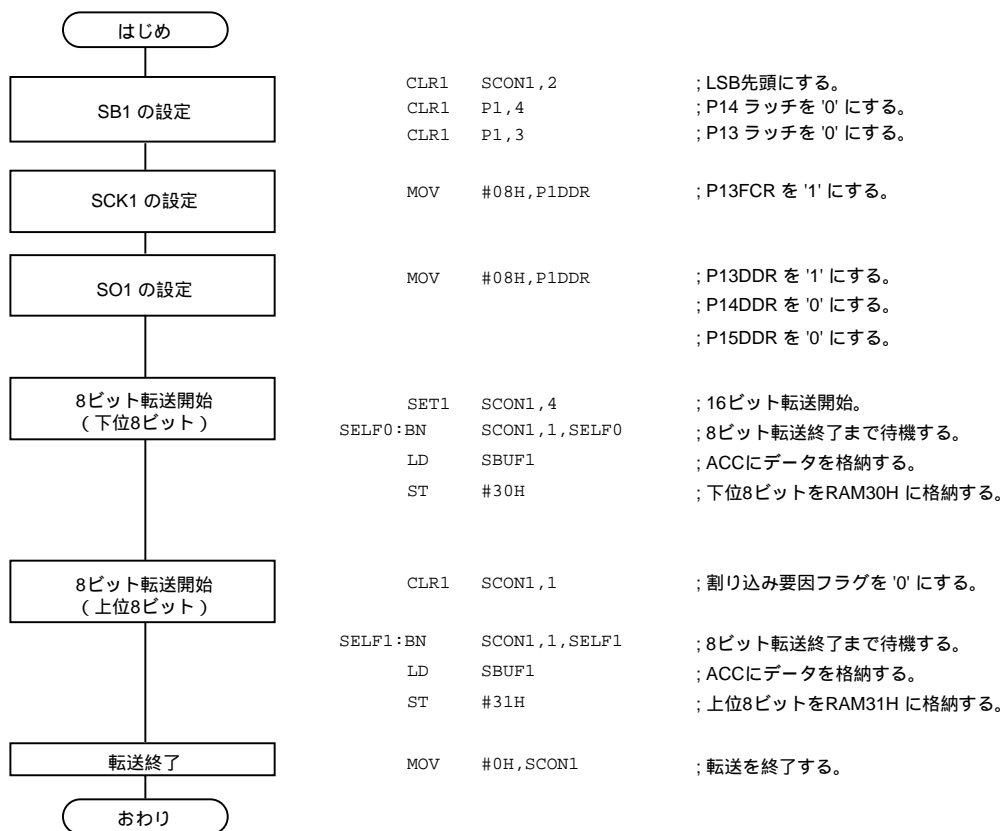 はじめ
SB1 の設定
CLR1 SCON1,2 ; LSB先頭にする。
CLR1 P1,4 ; P14 ラッチを '0' にする。
CLR1 P1,3 ; P13 ラッチを '0' にする。
SCK1 の設定
MOV #08H,P1DDR ; P13FCR を '1' にする。
SO1 の設定
MOV #08H,P1DDR ; P13DDR を '1' にする。
; P14DDR を '0' にする。
; P15DDR を '0' にする。
8ビット転送開始
( 下位8ビット )
SET1 SCON1,4 ; 16ビット転送開始。
SELF0:BN SCON1,1,SELF0 ; 8ビット転送終了まで待機する。
LD SBUF1 ; ACCにデータを格納する。
ST #30H ; 下位8ビットをRAM30H に格納する。
8ビット転送開始
( 上位8ビット )
CLR1 SCON1,1 ; 割り込み要因フラグを '0' にする。
SELF1:BN SCON1,1,SELF1 ; 8ビット転送終了まで待機する。
LD SBUF1 ; ACCにデータを格納する。
ST #31H ; 上位8ビットをRAM31H に格納する。
転送終了
MOV #0H,SCON1 ; 転送を終了する。
おわり